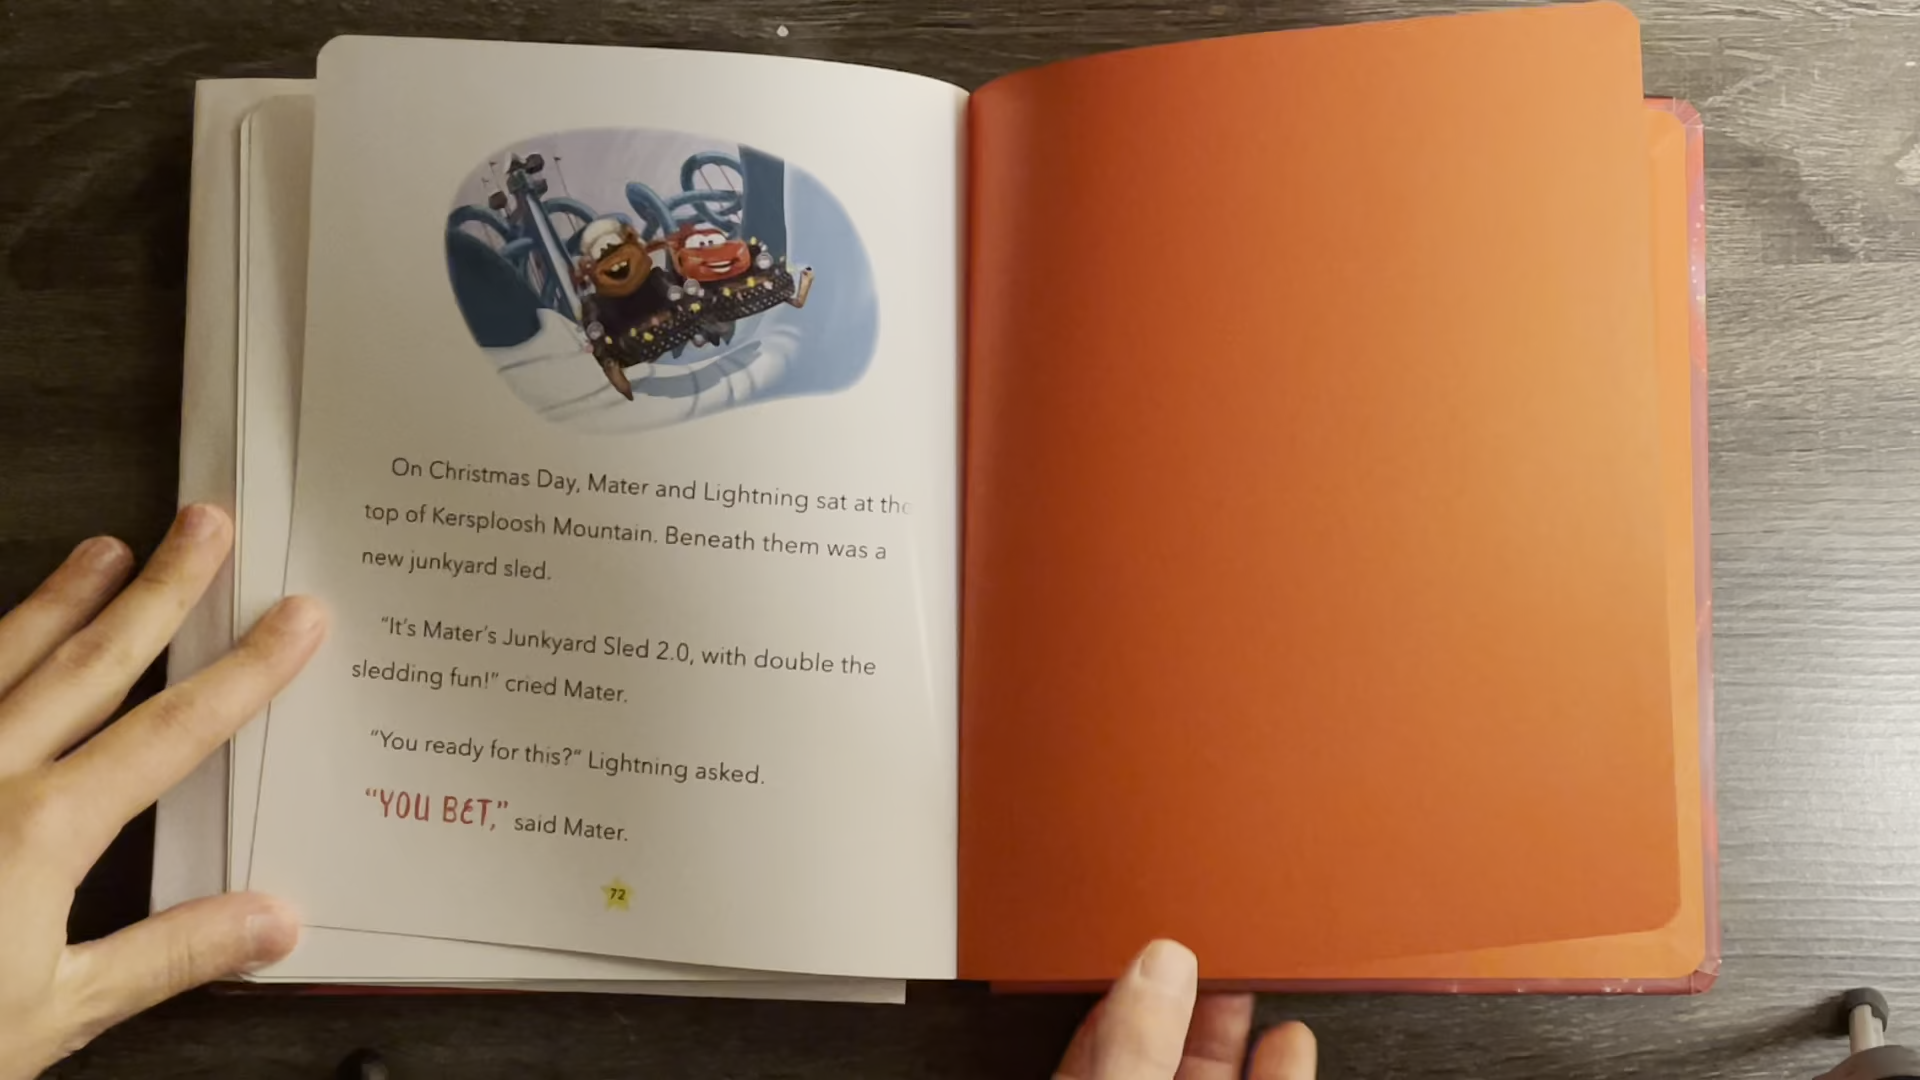 On Christmas Day, Mater and Lightning sat at the
top of Kersploosh Mountain. Beneath them was a
new junkyard sled.
“It’s Mater’s Junkyard Sled 2.0, with double the
sledding fun!” cried Mater.
“You ready for this?“ Lightning asked.
“YOU BET,” said Mater.
72